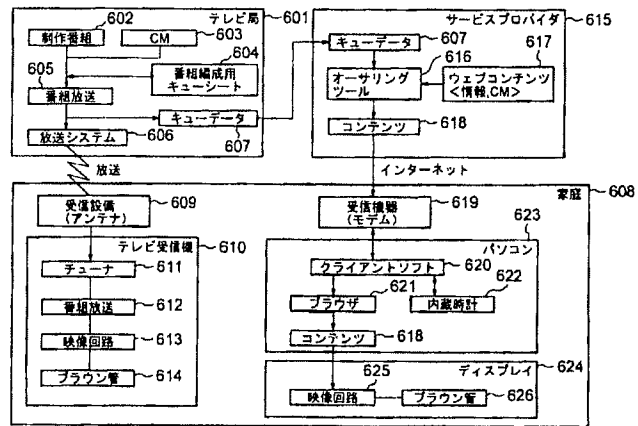 テレビ局 601
602
制作番組
CM 603
604
番組編成用
キューシート
605
番組放送
キューデータ
607
放送システム 606
サービスプロバイダ 615
キューデータ 607
616
オーサリング
ツール
617
ウェブコンテンツ
<情報,CM>
コンテンツ 618
放送
インターネット
家庭 608
受信設備
(アンテナ) 609
テレビ受信機 610
チューナ 611
番組放送 612
映像回路 613
ブラウン管 614
受信機器
(モデム) 619
623
パソコン
クライアントソフト 620
621
ブラウザ
622
内蔵時計
コンテンツ 618
ディスプレイ 624
625
映像回路
ブラウン管 626